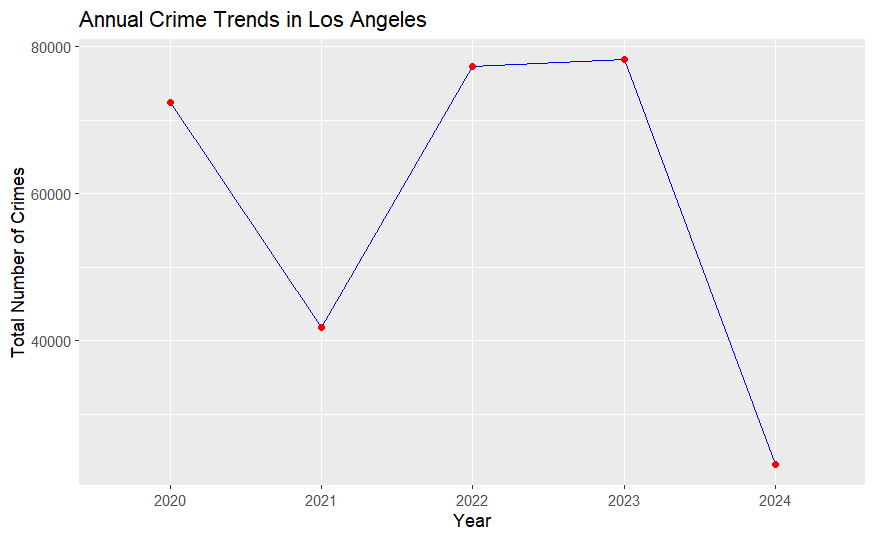 Annual Crime Trends in Los Angeles
80000
60000
40000
Total Number of Crimes
2020 2021 2022 2023 2024
Year